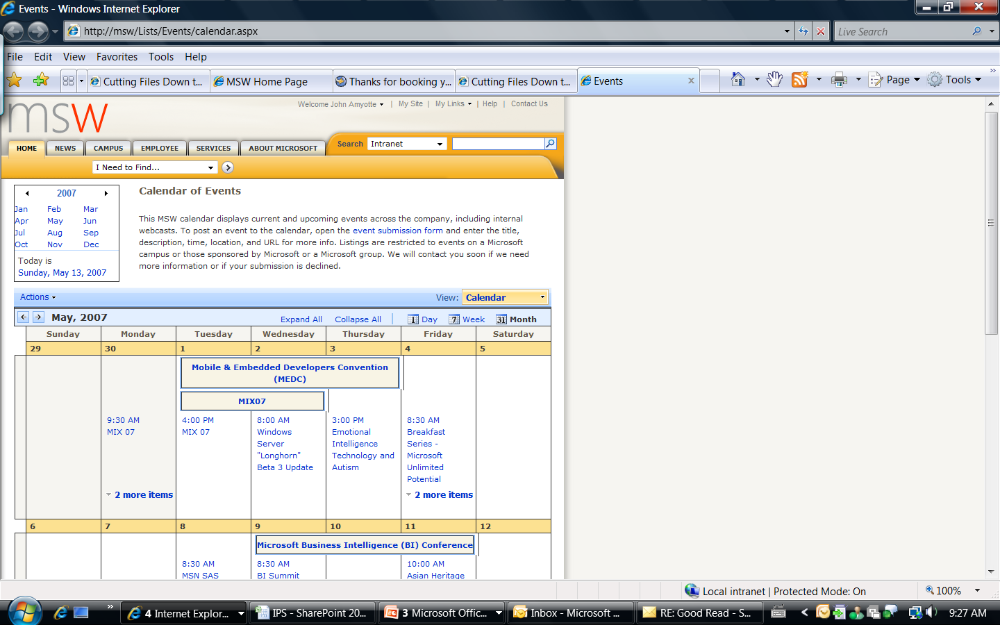 Events - Windows Internet Explorer
http://msw/Lists/Events/calendar.aspx
Live Search
File Edit View Favorites Tools Help
Cutting Files Down t... MSW Home Page Thanks for booking y... Cutting Files Down t... Events x Page Tools »
msw
Welcome John Amyotte | My Site | My Links | Help | Contact Us
HOME NEWS CAMPUS EMPLOYEE SERVICES ABOUT MICROSOFT Search Intranet
I Need to Find...
2007
Jan Feb Mar
Apr May Jun
Jul Aug Sep
Oct Nov Dec
Today is
Sunday, May 13, 2007
Calendar of Events
This MSW calendar displays current and upcoming events across the company, including internal
webcasts. To post an event to the calendar, open the event submission form and enter the title,
description, time, location, and URL for more info. Listings are restricted to events on a Microsoft
campus or those sponsored by Microsoft or a Microsoft group. We will contact you soon if we need
more information or if your submission is declined.
Actions View: Calendar
May, 2007 Expand All Collapse All | 1 Day 7 Week 31 Month
Sunday Monday Tuesday Wednesday Thursday Friday Saturday
29 30 1 2 3 4 5
Mobile & Embedded Developers Convention
(MEDC)
MIX07
9:30 AM 4:00 PM 8:00 AM 3:00 PM 8:30 AM
MIX 07 MIX 07 Windows Emotional Breakfast
Server Intelligence Series -
"Longhorn" Technology and Microsoft
Beta 3 Update Autism Unlimited
Potential
2 more items 2 more items
6 7 8 9 10 11 12
Microsoft Business Intelligence (BI) Conference
8:30 AM 8:30 AM 10:00 AM
MSN SAS BI Summit Asian Heritage
Local intranet | Protected Mode: On 100%
» 4 Internet Explor... IPS - SharePoint 20... 3 Microsoft Offic... Inbox - Microsoft ... RE: Good Read - S... 9:27 AM